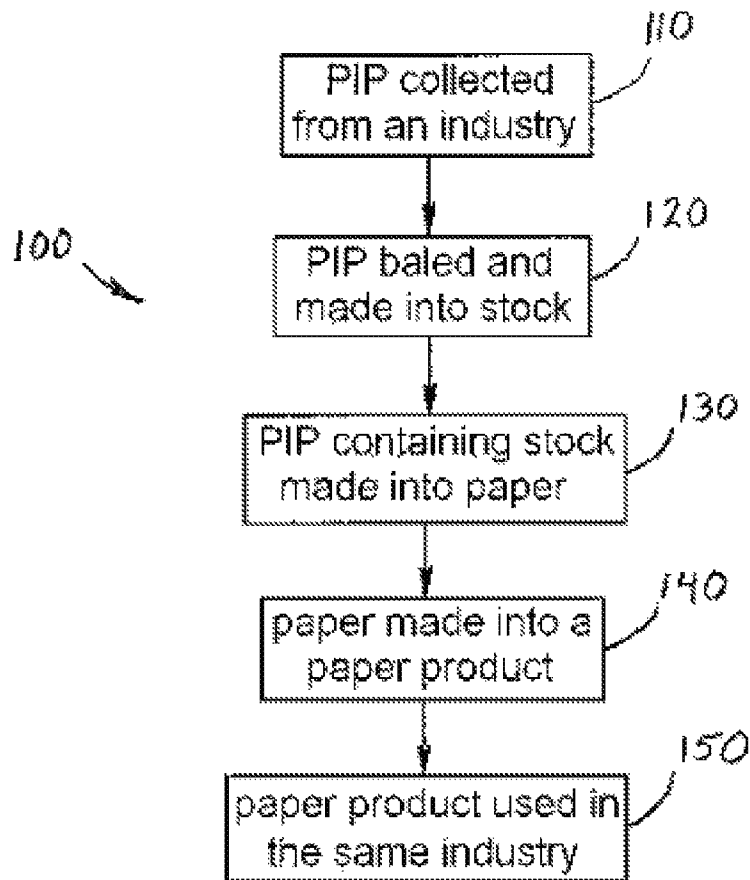 110
PIP collected
from an industry
120
100
PIP baled and
made into stock
130
PIP containing stock
made into paper
140
paper made into a
paper product
150
paper product used in
the same industry